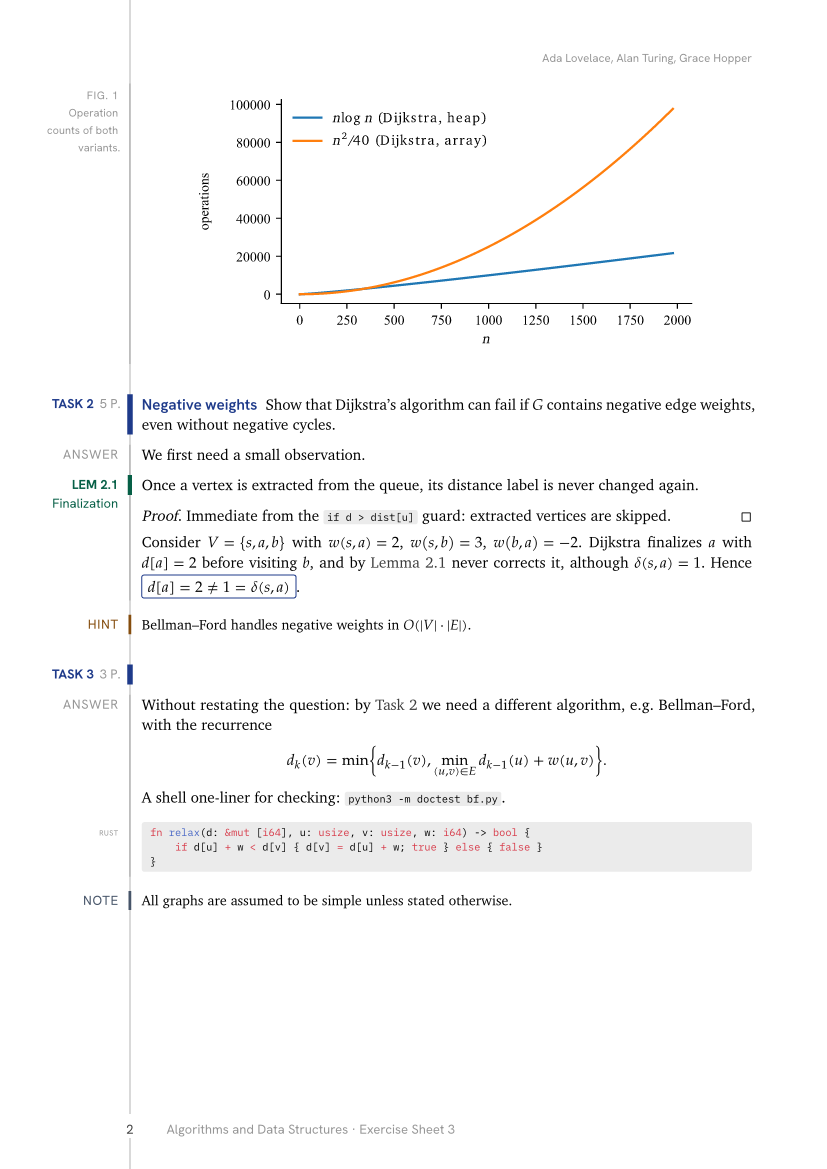 Ada Lovelace, Alan Turing, Grace Hopper
FIG. 1
Operation
counts of both
variants.
100000
80000
60000
40000
20000
0
operations
n log n (Dijkstra, heap)
n²/40 (Dijkstra, array)
0 250 500 750 1000 1250 1500 1750 2000
n
TASK 2 5 P. Negative weights Show that Dijkstra’s algorithm can fail if G contains negative edge weights,
even without negative cycles.
ANSWER We first need a small observation.
LEM 2.1 Once a vertex is extracted from the queue, its distance label is never changed again.
Finalization
Proof. Immediate from the if d > dist[u] guard: extracted vertices are skipped. □
Consider V = {s, a, b} with w(s, a) = 2, w(s, b) = 3, w(b, a) = −2. Dijkstra finalizes a with
d[a] = 2 before visiting b, and by Lemma 2.1 never corrects it, although δ(s, a) = 1. Hence
d[a] = 2 ≠ 1 = δ(s, a).
HINT Bellman–Ford handles negative weights in O(|V| · |E|).
TASK 3 3 P.
ANSWER Without restating the question: by Task 2 we need a different algorithm, e.g. Bellman–Ford,
with the recurrence
dₖ(v) = min{dₖ₋₁(v), min_(u,v)∈E dₖ₋₁(u) + w(u, v)}.
A shell one-liner for checking: python3 -m doctest bf.py.
RUST fn relax(d: &mut [i64], u: usize, v: usize, w: i64) -> bool {
if d[u] + w < d[v] { d[v] = d[u] + w; true } else { false }
}
NOTE All graphs are assumed to be simple unless stated otherwise.
2 Algorithms and Data Structures · Exercise Sheet 3